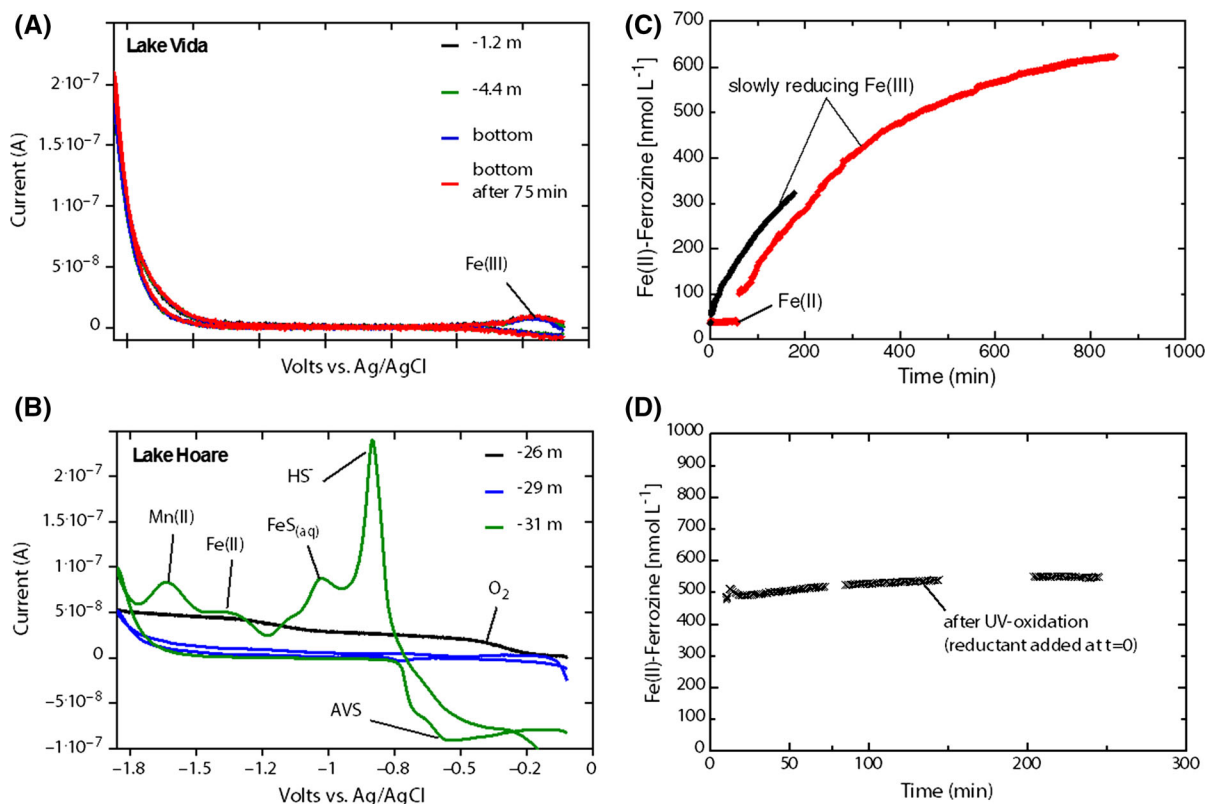 (A)
Lake Vida
-1.2 m
-4.4 m
bottom
bottom
after 75 min
Fe(III)
2·10⁻⁷
1.5·10⁻⁷
1·10⁻⁷
5·10⁻⁸
0
Current (A)
Volts vs. Ag/AgCl
(B)
Lake Hoare
-26 m
-29 m
-31 m
HS⁻
Mn(II)
Fe(II)
FeS(aq)
O₂
AVS
2·10⁻⁷
1.5·10⁻⁷
1·10⁻⁷
5·10⁻⁸
0
-5·10⁻⁸
-1·10⁻⁷
Current (A)
-1.8 -1.5 -1.2 -1 -0.8 -0.5 -0.2 0
Volts vs. Ag/AgCl
(C)
700
600
500
400
300
200
100
0
Fe(II)-Ferrozine [nmol L⁻¹]
slowly reducing Fe(III)
Fe(II)
0 200 400 600 800 1000
Time (min)
(D)
1000
900
800
700
600
500
400
300
200
100
0
Fe(II)-Ferrozine [nmol L⁻¹]
after UV-oxidation
(reductant added at t=0)
0 50 100 200 300
Time (min)